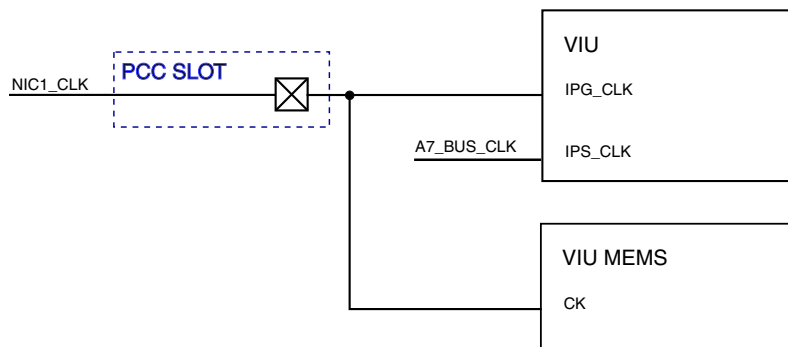 VIU
PCC SLOT
NIC1_CLK
IPG_CLK
A7_BUS_CLK
IPS_CLK
VIU MEMS
CK